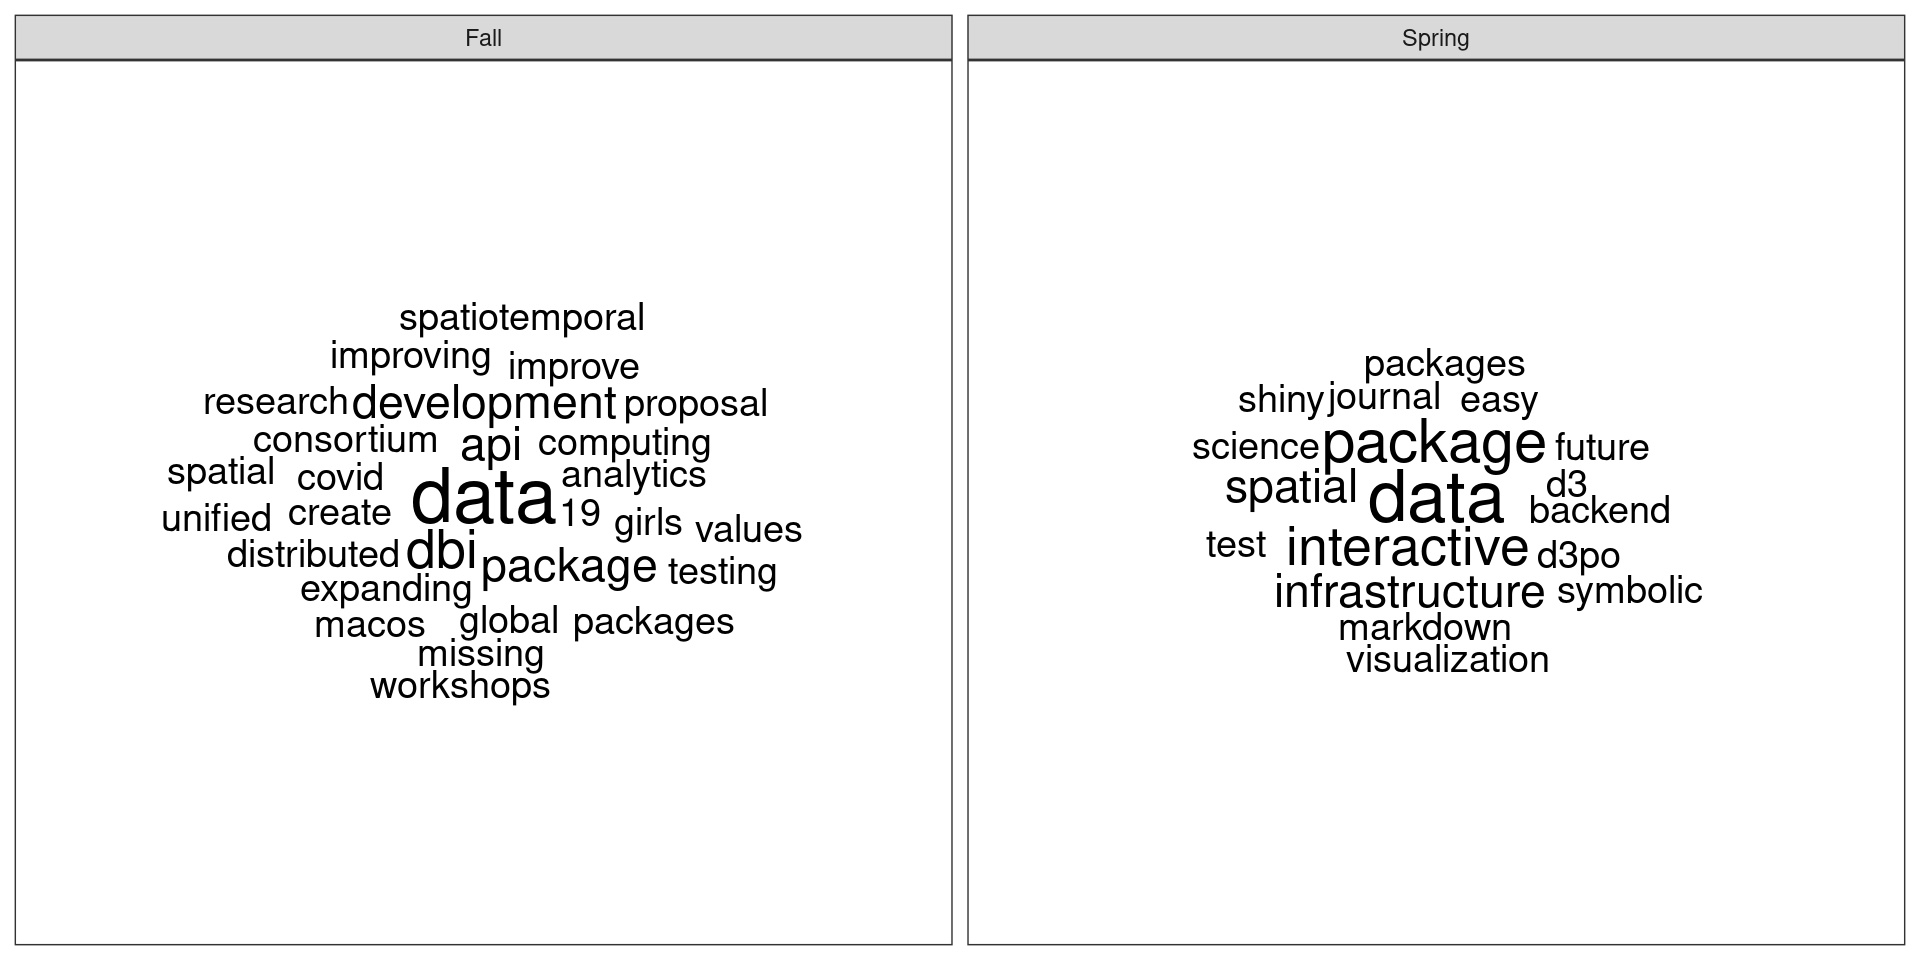 Fall
spatiotemporal
improving improve
research development proposal
consortium api computing
spatial covid data analytics
unified create 19 girls values
distributed dbi package testing
expanding
macos global packages
missing
workshops
Spring
packages
shiny journal easy
science package future
spatial data d3
backend
test interactive d3po
infrastructure symbolic
markdown
visualization